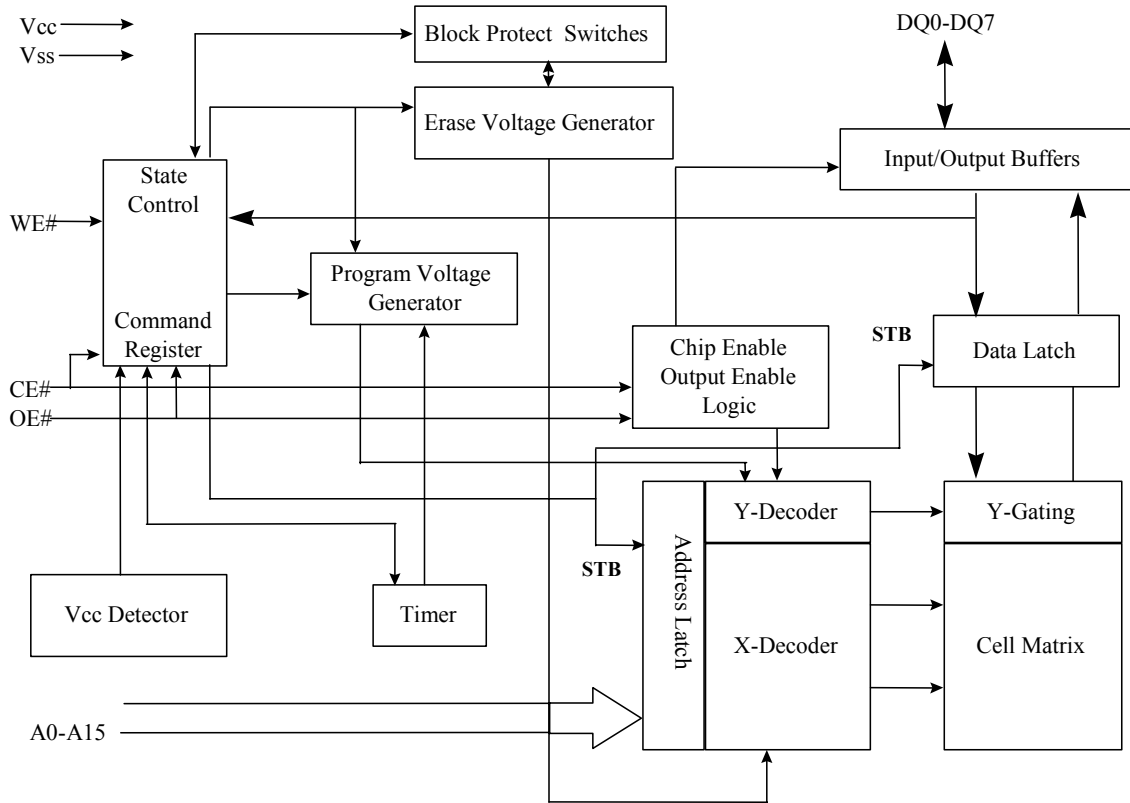 Vcc
Vss
Block Protect Switches
DQ0-DQ7
Erase Voltage Generator
Input/Output Buffers
State
Control
WE#
Program Voltage
Generator
Command
Register
STB
Data Latch
Chip Enable
Output Enable
Logic
CE#
OE#
Y-Decoder
Y-Gating
STB
Address Latch
Vcc Detector
Timer
X-Decoder
Cell Matrix
A0-A15